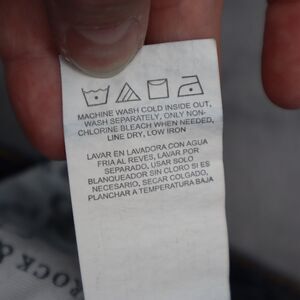 MACHINE WASH COLD INSIDE OUT,
WASH SEPARATELY, ONLY NON-
CHLORINE BLEACH WHEN NEEDED,
LINE DRY, LOW IRON
LAVAR EN LAVADORA CON AGUA
FRIA AL REVES, LAVAR POR
SEPARADO, USAR SOLO
BLANQUEADOR SIN CLORO SI ES
NECESARIO, SECAR COLGADO,
PLANCHAR A TEMPERATURA BAJA
ROCK &